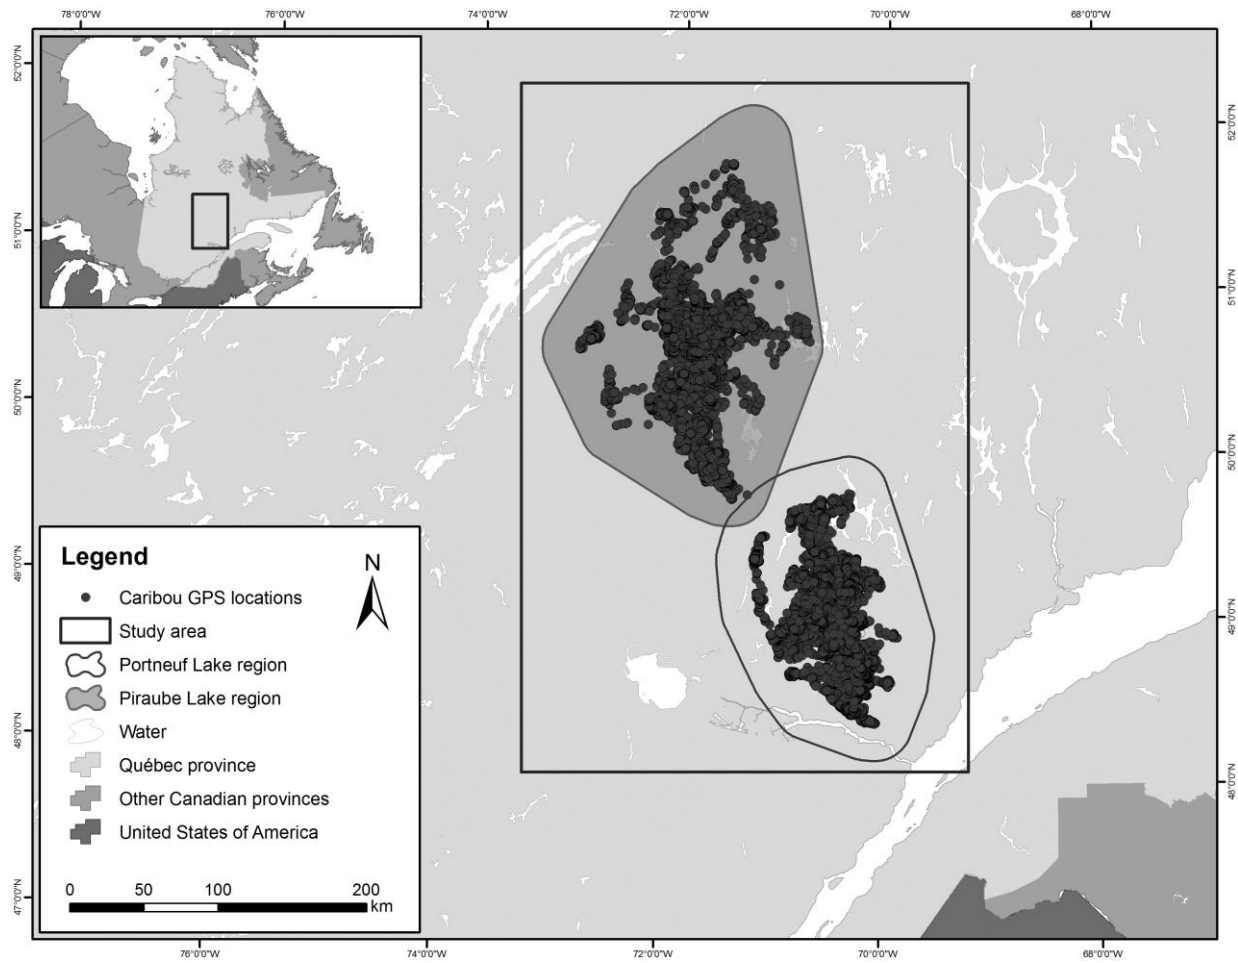 78°0'0"W 76°0'0"W 74°0'0"W 72°0'0"W 70°0'0"W 68°0'0"W
52°0'0"N
51°0'0"N
50°0'0"N
49°0'0"N
48°0'0"N
47°0'0"N
52°0'0"N
51°0'0"N
50°0'0"N
49°0'0"N
48°0'0"N
Legend
N
Caribou GPS locations
Study area
Portneuf Lake region
Piraube Lake region
Water
Québec province
Other Canadian provinces
United States of America
0 50 100 200
km
76°0'0"W 74°0'0"W 72°0'0"W 70°0'0"W 68°0'0"W